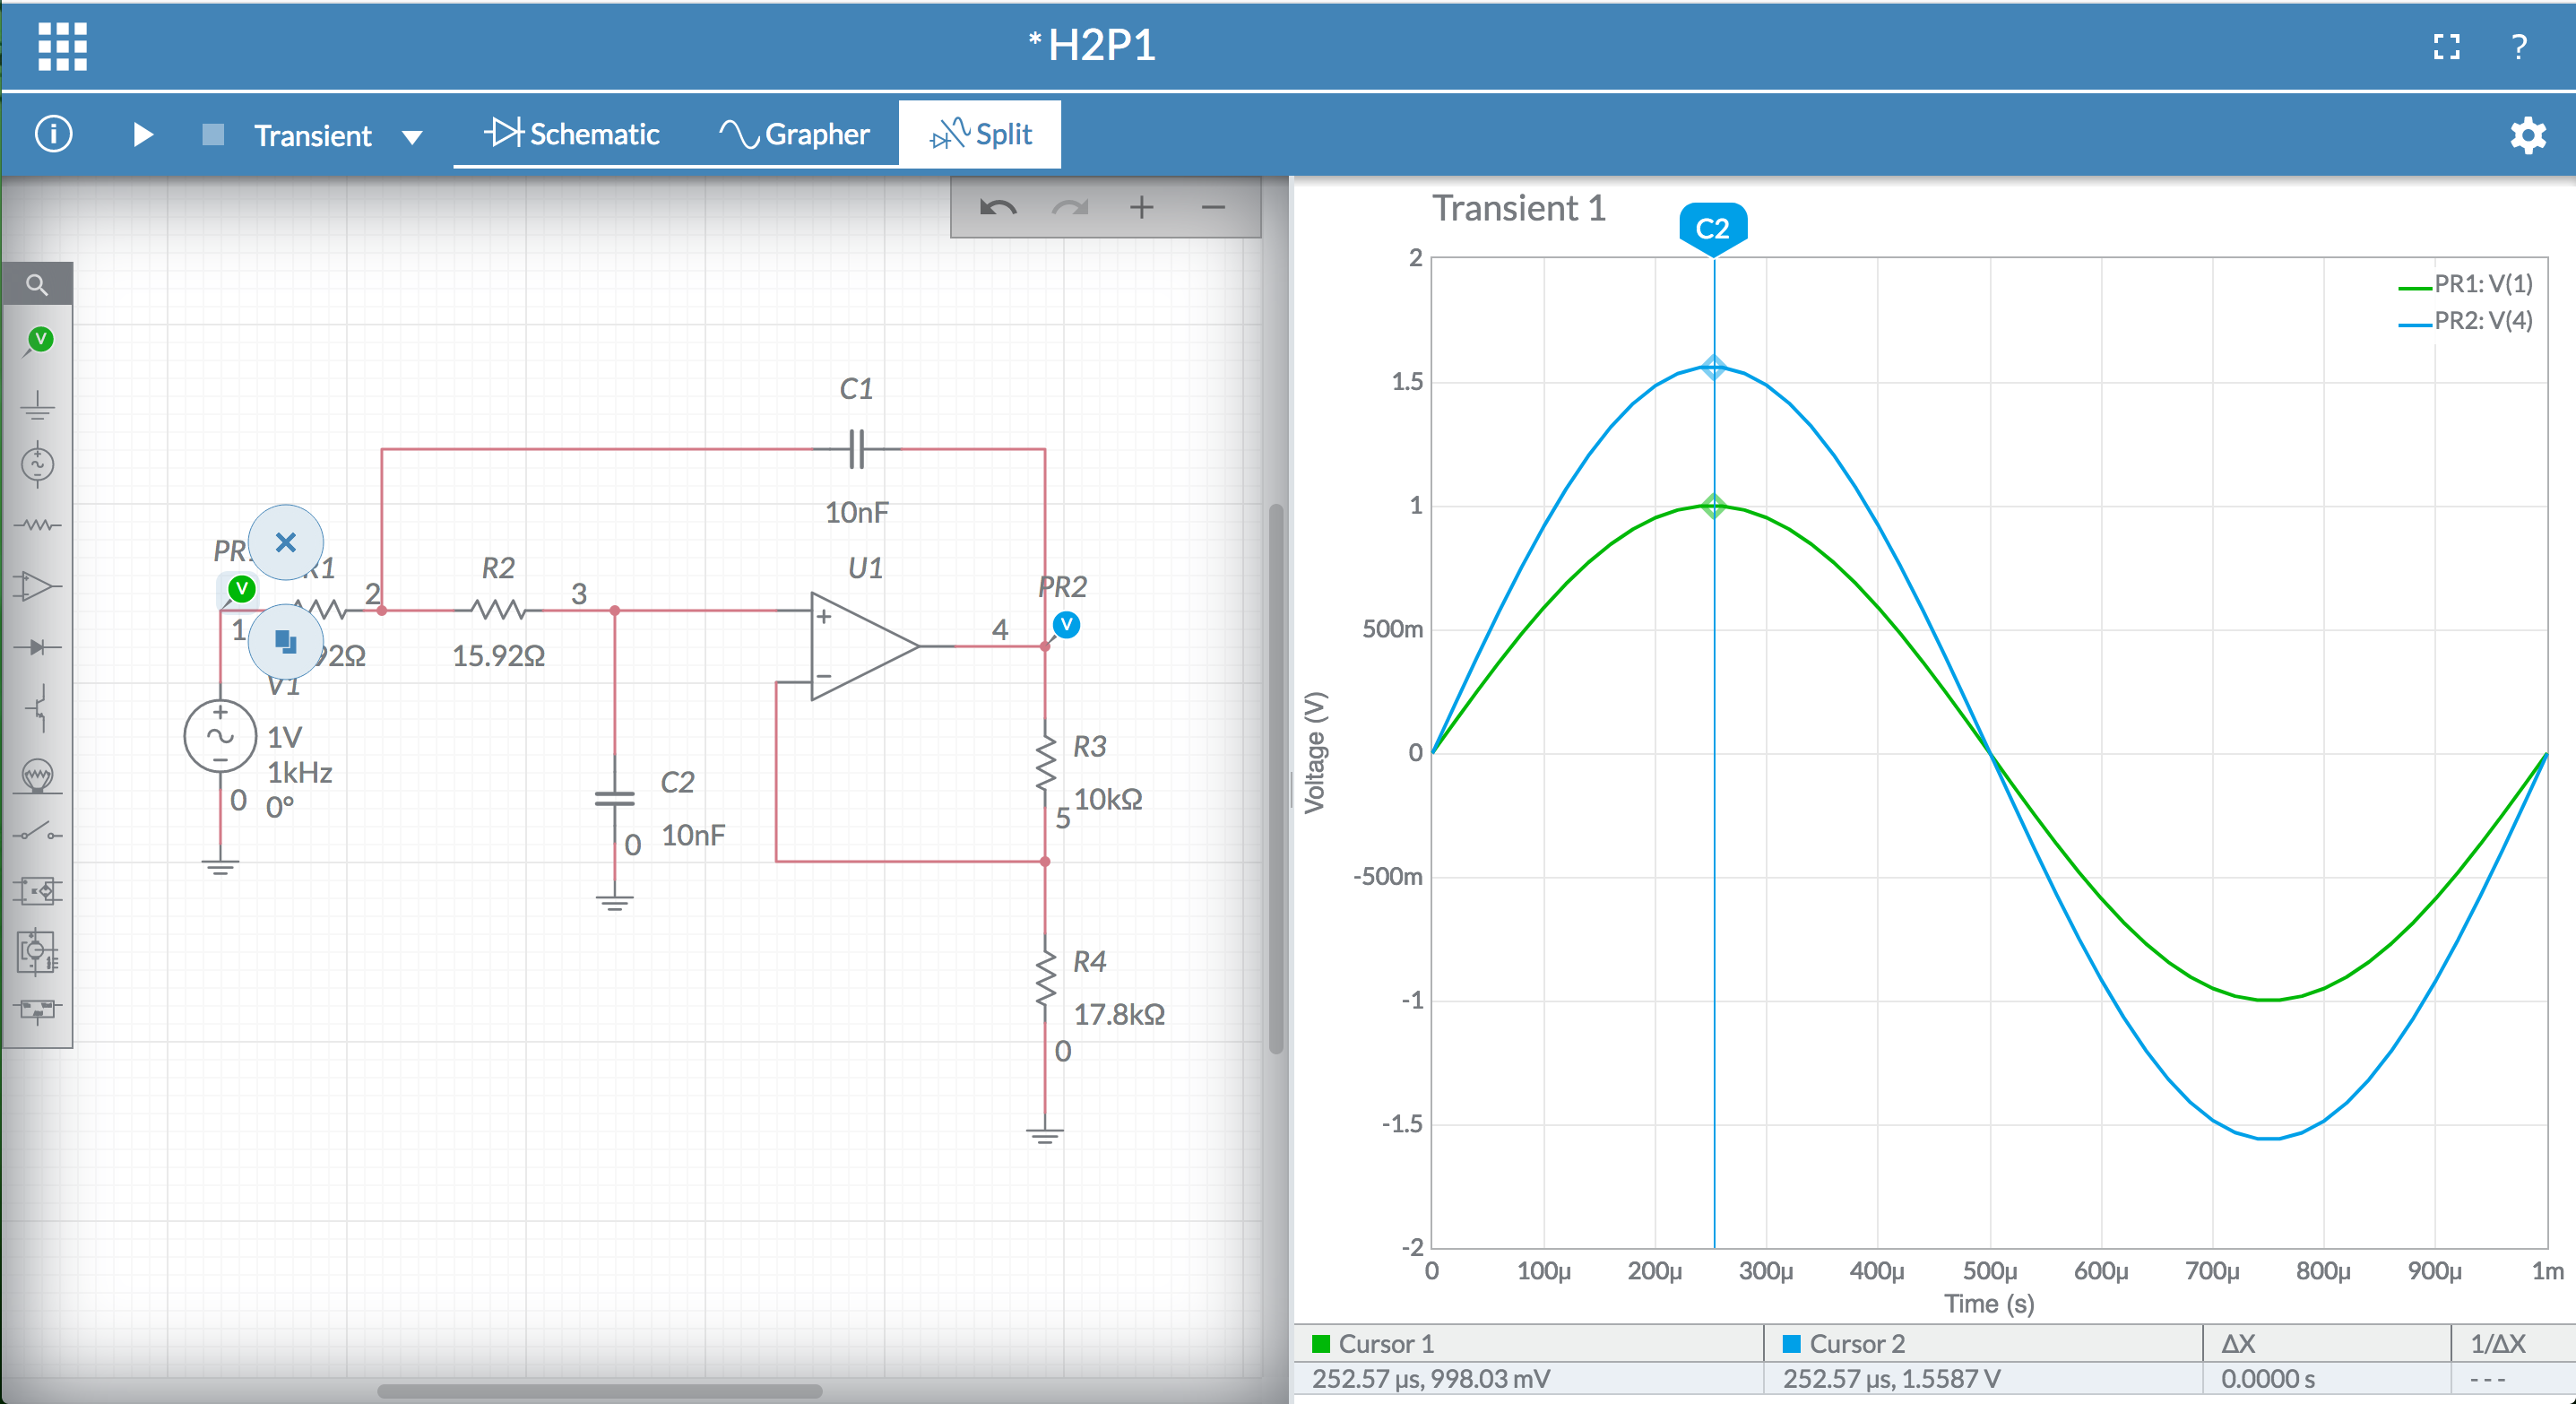 *H2P1
?
i
Transient
Schematic
Grapher
Split
Transient 1
C2
PR1: V(1)
PR2: V(4)
2
1.5
1
500m
0
-500m
-1
-1.5
-2
Voltage (V)
0 100µ 200µ 300µ 400µ 500µ 600µ 700µ 800µ 900µ 1m
Time (s)
V
C1
10nF
R2
3
U1
PR2
V
V
2
1
15.92Ω
4
V1
1V
1kHz
0°
0
C2
10nF
0
R3
10kΩ
5
R4
17.8kΩ
0
Cursor 1 Cursor 2 ΔX 1/ΔX
252.57 µs, 998.03 mV 252.57 µs, 1.5587 V 0.0000 s ---